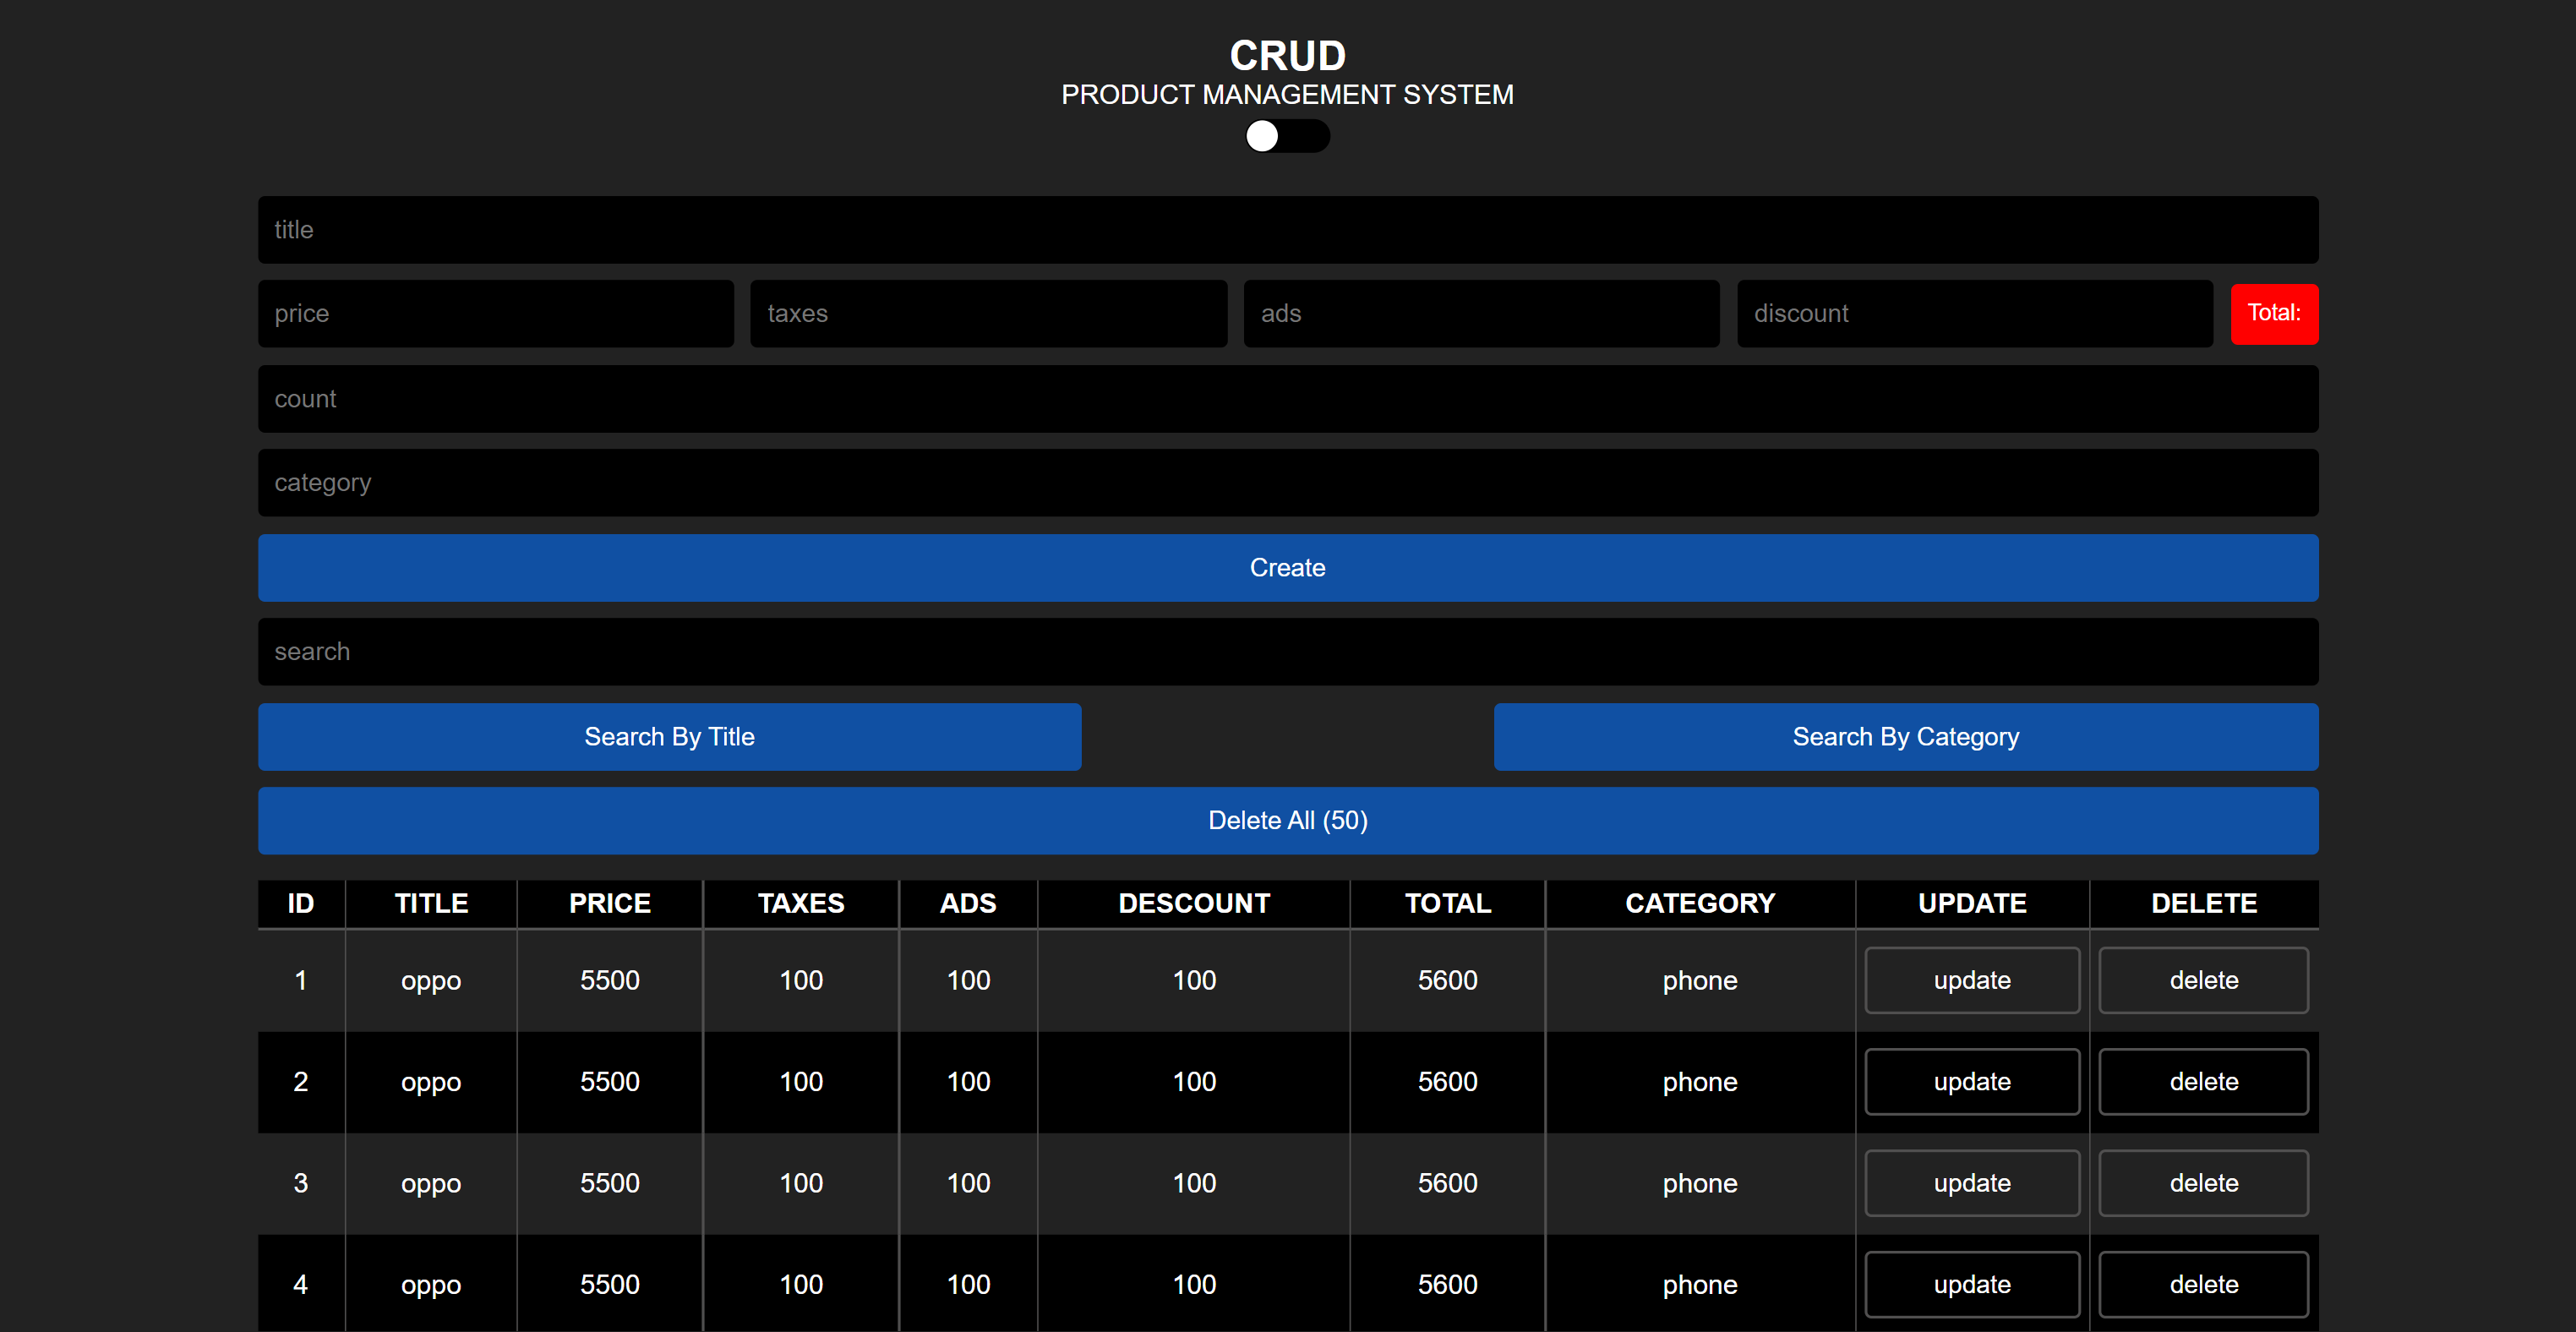 CRUD
PRODUCT MANAGEMENT SYSTEM
title
price taxes ads discount Total:
count
category
Create
search
Search By Title Search By Category
Delete All (50)
ID TITLE PRICE TAXES ADS DESCOUNT TOTAL CATEGORY UPDATE DELETE
1 oppo 5500 100 100 100 5600 phone update delete
2 oppo 5500 100 100 100 5600 phone update delete
3 oppo 5500 100 100 100 5600 phone update delete
4 oppo 5500 100 100 100 5600 phone update delete